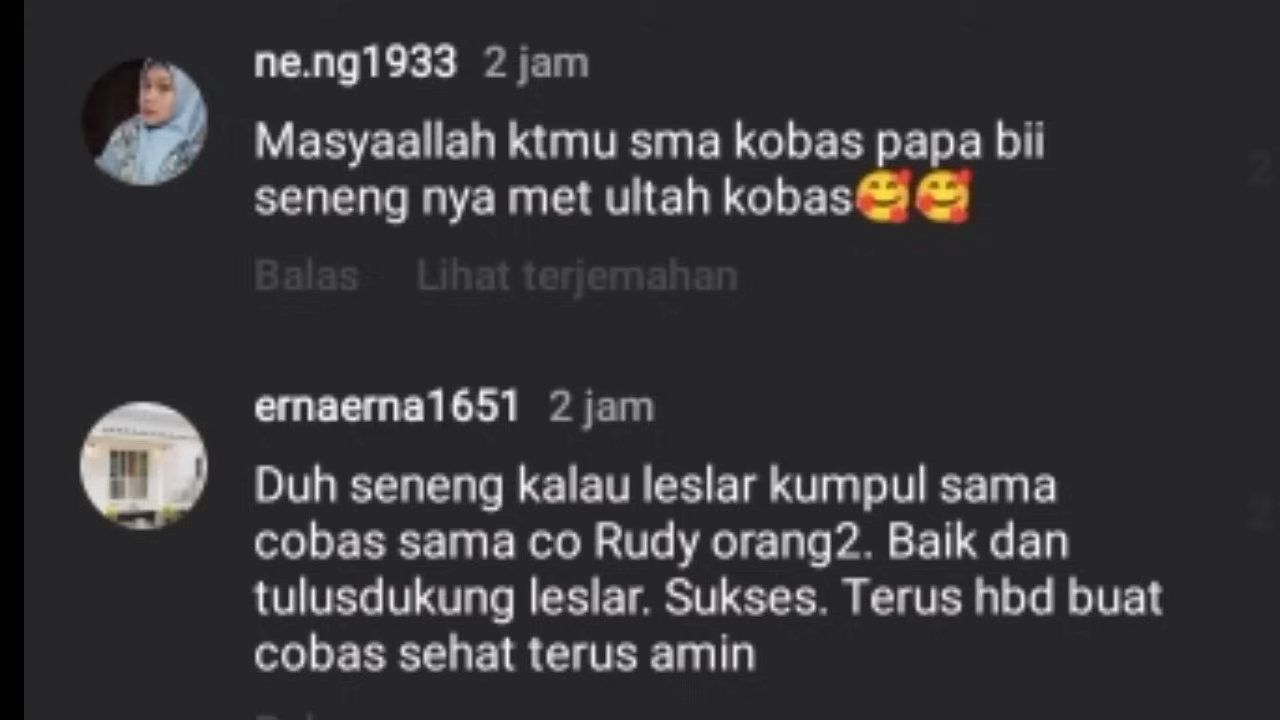 ne.ng1933 2 jam
Masyaallah ktmu sma kobas papa bii
seneng nya met ultah kobas🥰🥰
Balas Lihat terjemahan
ernaerna1651 2 jam
Duh seneng kalau leslar kumpul sama
cobas sama co Rudy orang2. Baik dan
tulusdukung leslar. Sukses. Terus hbd buat
cobas sehat terus amin